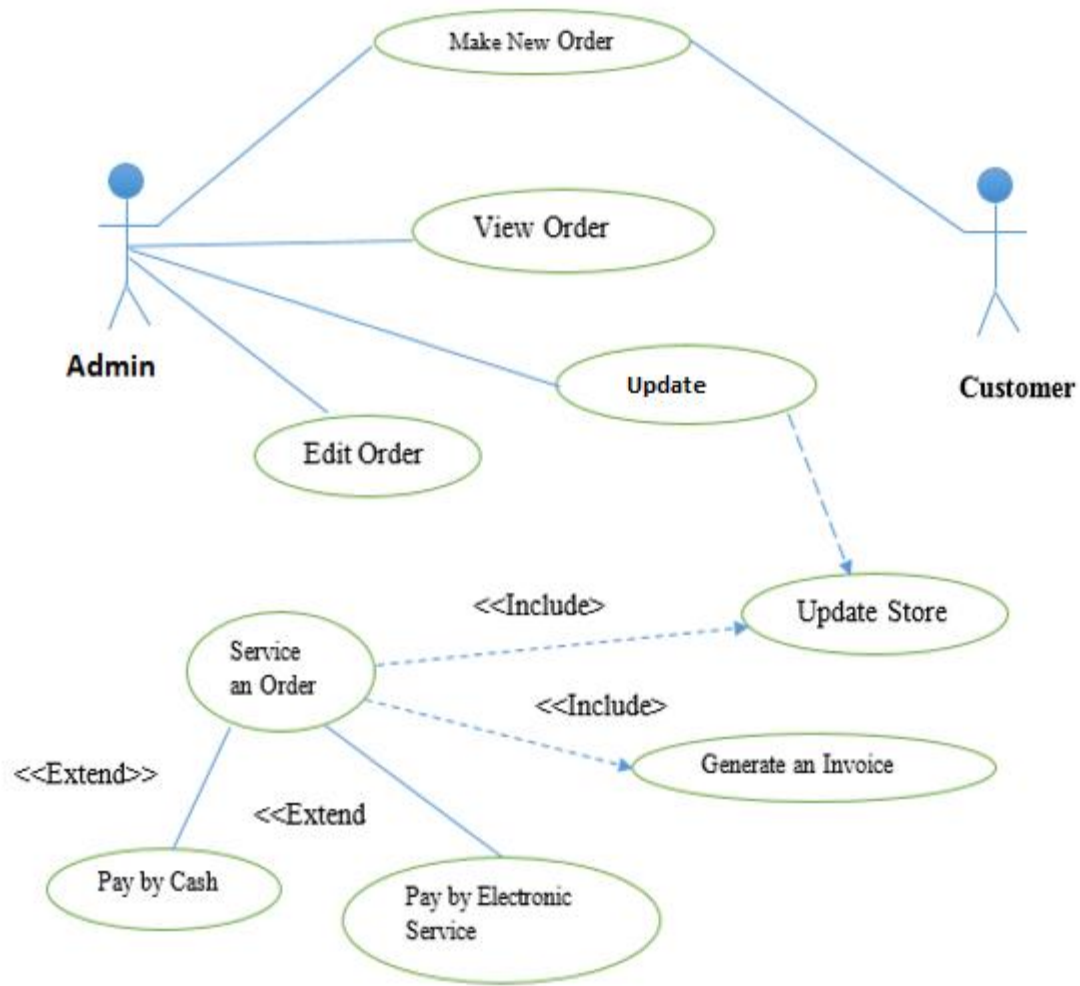 Make New Order
View Order
Admin
Update
Customer
Edit Order
<<Include>
Update Store
Service
an Order
<<Include>
Generate an Invoice
<<Extend>>
<<Extend
Pay by Cash
Pay by Electronic
Service